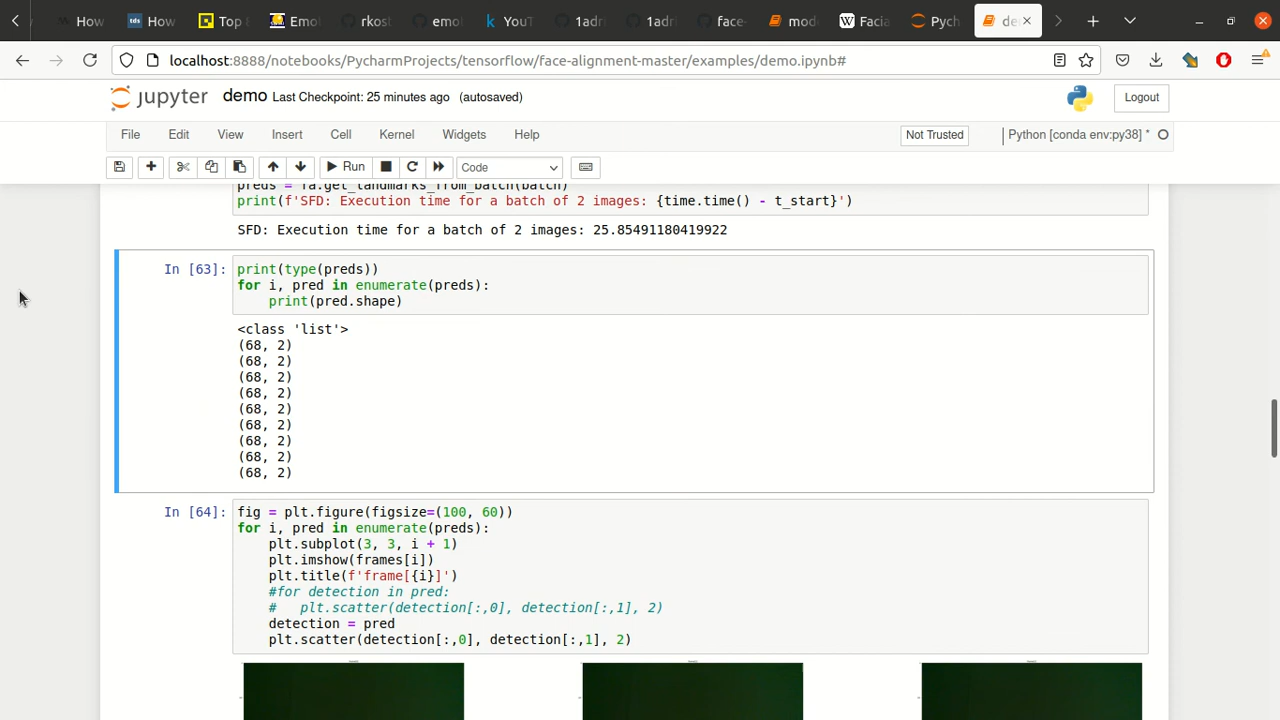 How
How
Top
Emot
rkos
emo
YouT
1adr
1adr
face-
mod
Facia
Pych
de
localhost:8888/notebooks/PycharmProjects/tensorflow/face-alignment-master/examples/demo.ipynb#
jupyter demo Last Checkpoint: 25 minutes ago (autosaved)
Logout
File Edit View Insert Cell Kernel Widgets Help
Not Trusted
Python [conda env:py38] *
Run
Code
preds = fa.get_landmarks_from_batch(batch)
print(f'SFD: Execution time for a batch of 2 images: {time.time() - t_start}')
SFD: Execution time for a batch of 2 images: 25.85491180419922
In [63]: print(type(preds))
for i, pred in enumerate(preds):
    print(pred.shape)
<class 'list'>
(68, 2)
(68, 2)
(68, 2)
(68, 2)
(68, 2)
(68, 2)
(68, 2)
(68, 2)
(68, 2)
In [64]: fig = plt.figure(figsize=(100, 60))
for i, pred in enumerate(preds):
    plt.subplot(3, 3, i + 1)
    plt.imshow(frames[i])
    plt.title(f'frame[{i}]')
    #for detection in pred:
    #   plt.scatter(detection[:,0], detection[:,1], 2)
    detection = pred
    plt.scatter(detection[:,0], detection[:,1], 2)